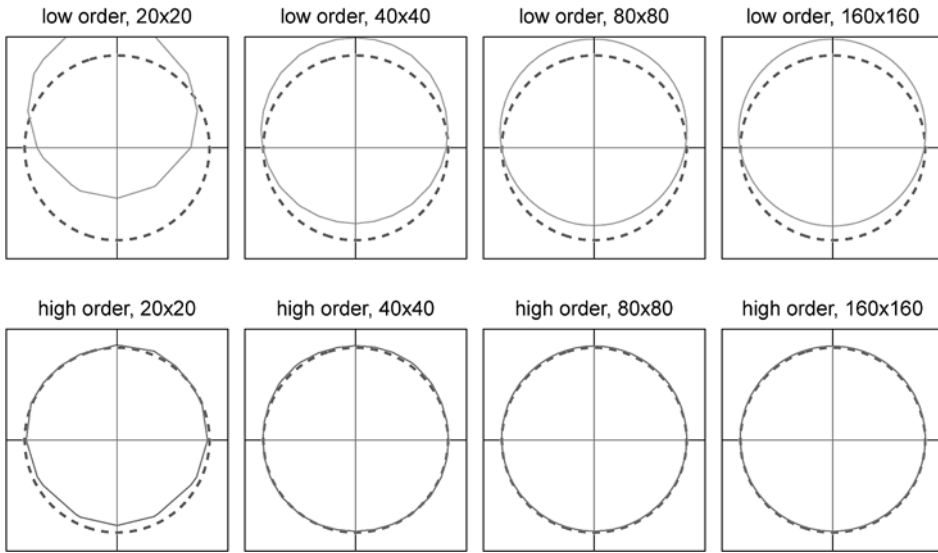 low order, 20x20
low order, 40x40
low order, 80x80
low order, 160x160
high order, 20x20
high order, 40x40
high order, 80x80
high order, 160x160